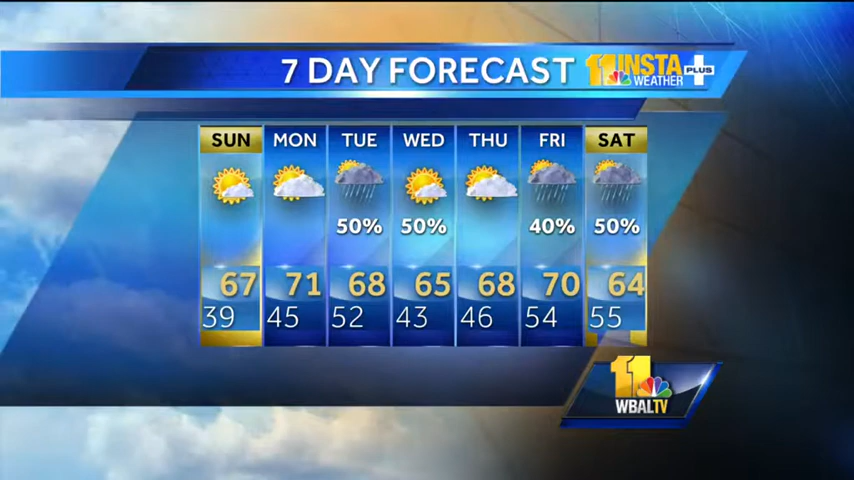 7 DAY FORECAST 11 INSTA WEATHER PLUS
SUN MON TUE WED THU FRI SAT
50% 50% 40% 50%
67 71 68 65 68 70 64
39 45 52 43 46 54 55
11
WBALTV